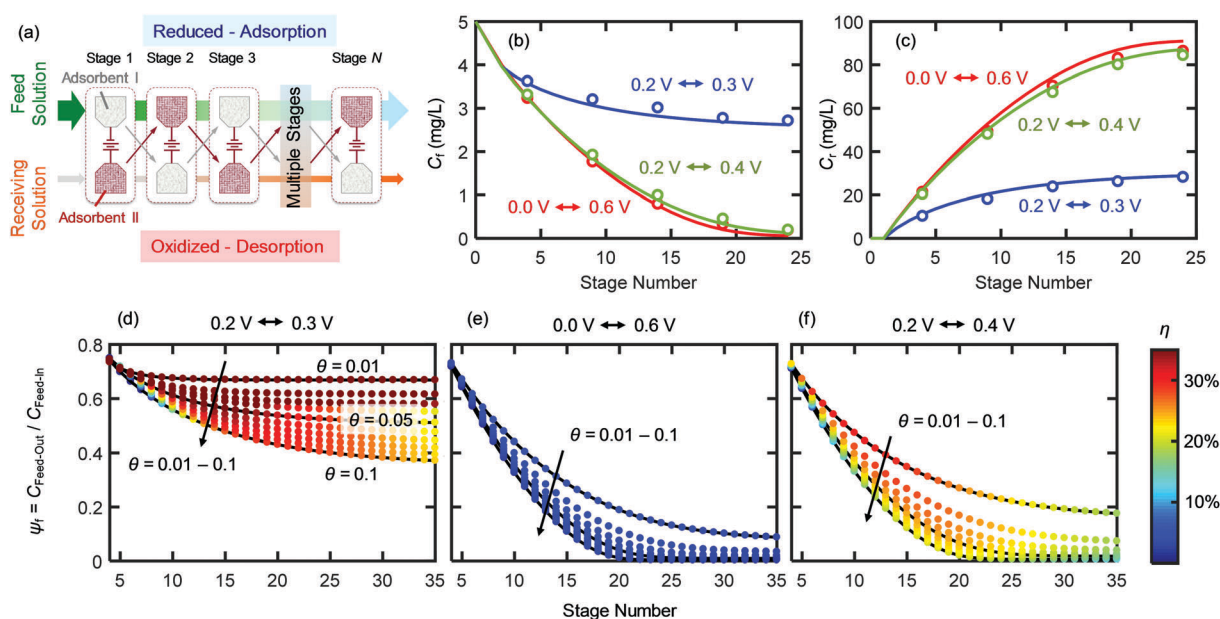 (a)
Reduced - Adsorption
Stage 1
Stage 2
Stage 3
Stage N
Adsorbent I
Feed
Solution
Multiple Stages
Receiving
Solution
Adsorbent II
Oxidized - Desorption
(b)
5
4
3
2
1
0
Cf (mg/L)
0.2 V ↔ 0.3 V
0.2 V ↔ 0.4 V
0.0 V ↔ 0.6 V
0 5 10 15 20 25
Stage Number
(c)
100
80
60
40
20
0
Cr (mg/L)
0.0 V ↔ 0.6 V
0.2 V ↔ 0.4 V
0.2 V ↔ 0.3 V
0 5 10 15 20 25
Stage Number
(d)
0.2 V ↔ 0.3 V
0.8
0.6
0.4
0.2
0
ψf = CFeed-Out / CFeed-In
θ = 0.01
θ = 0.05
θ = 0.01 – 0.1
θ = 0.1
5 10 15 20 25 30 35
(e)
0.0 V ↔ 0.6 V
θ = 0.01 – 0.1
5 10 15 20 25 30 35
(f)
0.2 V ↔ 0.4 V
θ = 0.01 – 0.1
5 10 15 20 25 30 35
η
30%
20%
10%
Stage Number